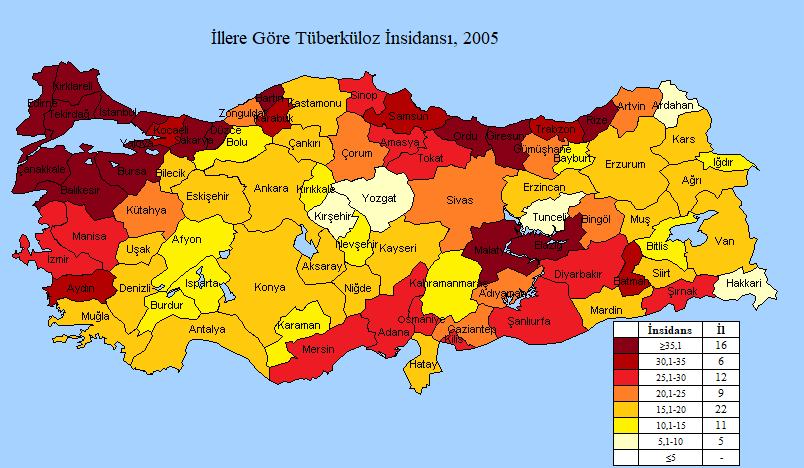 İllere Göre Tüberküloz İnsidansı, 2005
Kırklareli
Edirne
Tekirdağ
İstanbul
Kocaeli
Yalova
Sakarya
Düzce
Bolu
Zonguldak
Bartın
Karabük
Kastamonu
Sinop
Samsun
Ordu
Giresun
Trabzon
Rize
Artvin
Ardahan
Kars
Gümüşhane
Bayburt
Erzurum
Iğdır
Ağrı
Çanakkale
Balıkesir
Bursa
Bilecik
Çankırı
Çorum
Amasya
Tokat
Eskişehir
Ankara
Kırıkkale
Yozgat
Sivas
Erzincan
Tunceli
Bingöl
Muş
Kütahya
Kırşehir
Manisa
Uşak
Afyon
Nevşehir
Kayseri
Malatya
Elazığ
Bitlis
Van
İzmir
Aksaray
Diyarbakır
Batman
Siirt
Hakkari
Aydın
Denizli
Isparta
Burdur
Konya
Niğde
Kahramanmaraş
Adıyaman
Şırnak
Mardin
Muğla
Antalya
Karaman
Mersin
Adana
Osmaniye
Gaziantep
Kilis
Şanlıurfa
Hatay
İnsidans İl
≥35,1 16
30,1-35 6
25,1-30 12
20,1-25 9
15,1-20 22
10,1-15 11
5,1-10 5
≤5 -